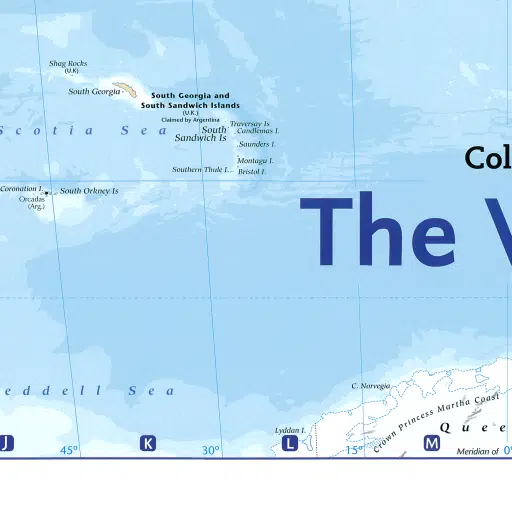 Shag Rocks
(U.K)
South Georgia
South Georgia and
South Sandwich Islands
(U.K.)
Claimed by Argentina
Scotia Sea
South
Sandwich Is
Traversay Is
Candlemas I.
Saunders I.
Montagu I.
Bristol I.
Southern Thule I.
Coronation I.
South Orkney Is
Orcadas
(Arg.)
Col
The V
eddell Sea
C. Norvegia
Crown Princess Martha Coast
Quee
Lyddan I.
Meridian of
J
45°
K
30°
L
15°
M
0°